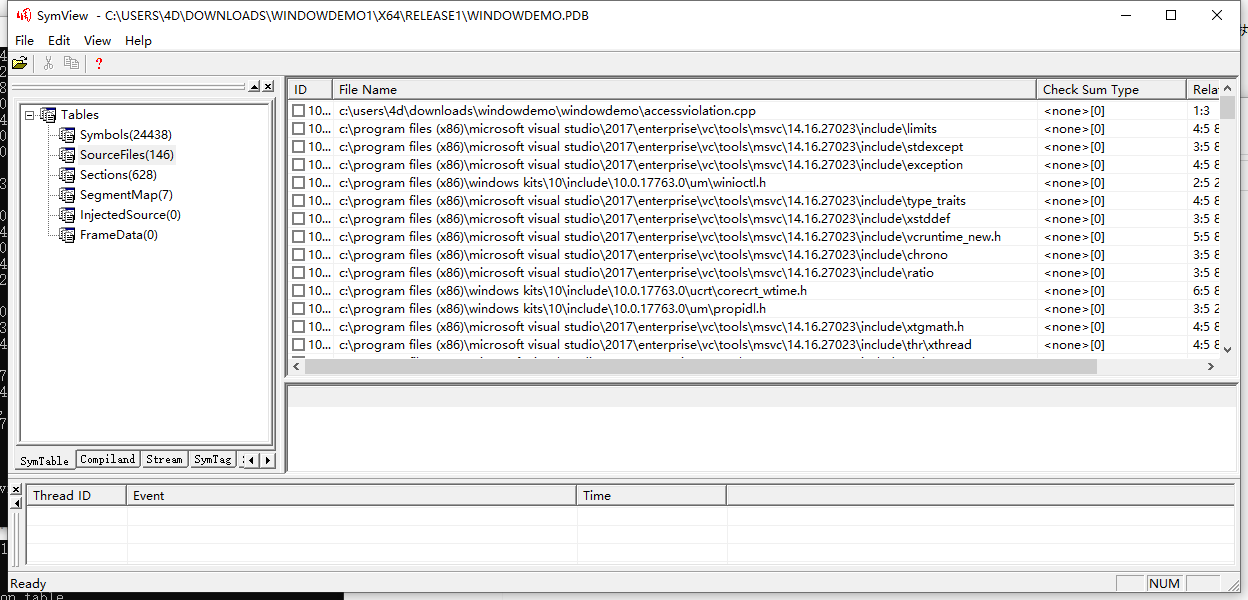 SymView - C:\USERS\4D\DOWNLOADS\WINDOWDEMO1\X64\RELEASE1\WINDOWDEMO.PDB
File Edit View Help
Tables
Symbols(24438)
SourceFiles(146)
Sections(628)
SegmentMap(7)
InjectedSource(0)
FrameData(0)
SymTable Compiland Stream SymTag
ID File Name Check Sum Type Rela
10... c:\users\4d\downloads\windowdemo\windowdemo\accessviolation.cpp <none>[0] 1:3
10... c:\program files (x86)\microsoft visual studio\2017\enterprise\vc\tools\msvc\14.16.27023\include\limits <none>[0] 4:5 8
10... c:\program files (x86)\microsoft visual studio\2017\enterprise\vc\tools\msvc\14.16.27023\include\stdexcept <none>[0] 3:5 8
10... c:\program files (x86)\microsoft visual studio\2017\enterprise\vc\tools\msvc\14.16.27023\include\exception <none>[0] 4:5 8
10... c:\program files (x86)\windows kits\10\include\10.0.17763.0\um\winioctl.h <none>[0] 2:5 2
10... c:\program files (x86)\microsoft visual studio\2017\enterprise\vc\tools\msvc\14.16.27023\include\type_traits <none>[0] 4:5 8
10... c:\program files (x86)\microsoft visual studio\2017\enterprise\vc\tools\msvc\14.16.27023\include\xstddef <none>[0] 3:5 8
10... c:\program files (x86)\microsoft visual studio\2017\enterprise\vc\tools\msvc\14.16.27023\include\vcruntime_new.h <none>[0] 5:5 8
10... c:\program files (x86)\microsoft visual studio\2017\enterprise\vc\tools\msvc\14.16.27023\include\chrono <none>[0] 3:5 8
10... c:\program files (x86)\microsoft visual studio\2017\enterprise\vc\tools\msvc\14.16.27023\include\ratio <none>[0] 3:5 8
10... c:\program files (x86)\windows kits\10\include\10.0.17763.0\ucrt\corecrt_wtime.h <none>[0] 6:5 8
10... c:\program files (x86)\windows kits\10\include\10.0.17763.0\um\propidl.h <none>[0] 3:5 2
10... c:\program files (x86)\microsoft visual studio\2017\enterprise\vc\tools\msvc\14.16.27023\include\xtgmath.h <none>[0] 4:5 8
10... c:\program files (x86)\microsoft visual studio\2017\enterprise\vc\tools\msvc\14.16.27023\include\thr\xthread <none>[0] 4:5 8
Thread ID Event Time
Ready NUM
on table